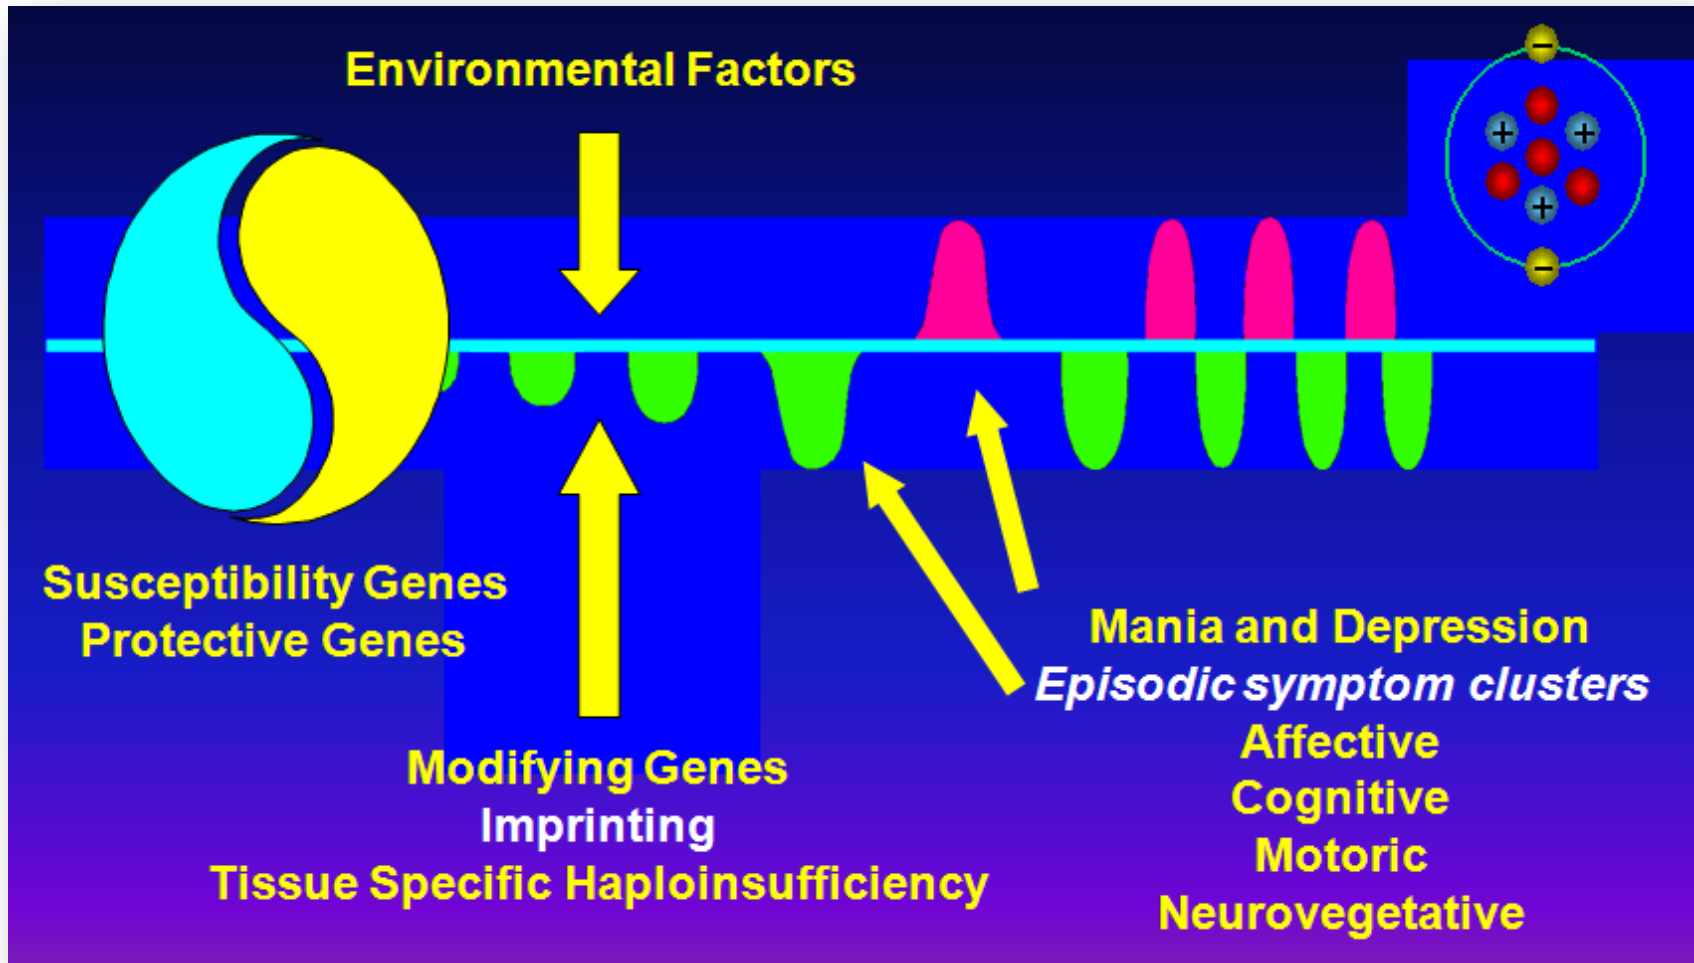 Environmental Factors
−
+
+
+
−
Susceptibility Genes
Protective Genes
Modifying Genes
Imprinting
Tissue Specific Haploinsufficiency
Mania and Depression
Episodic symptom clusters
Affective
Cognitive
Motoric
Neurovegetative